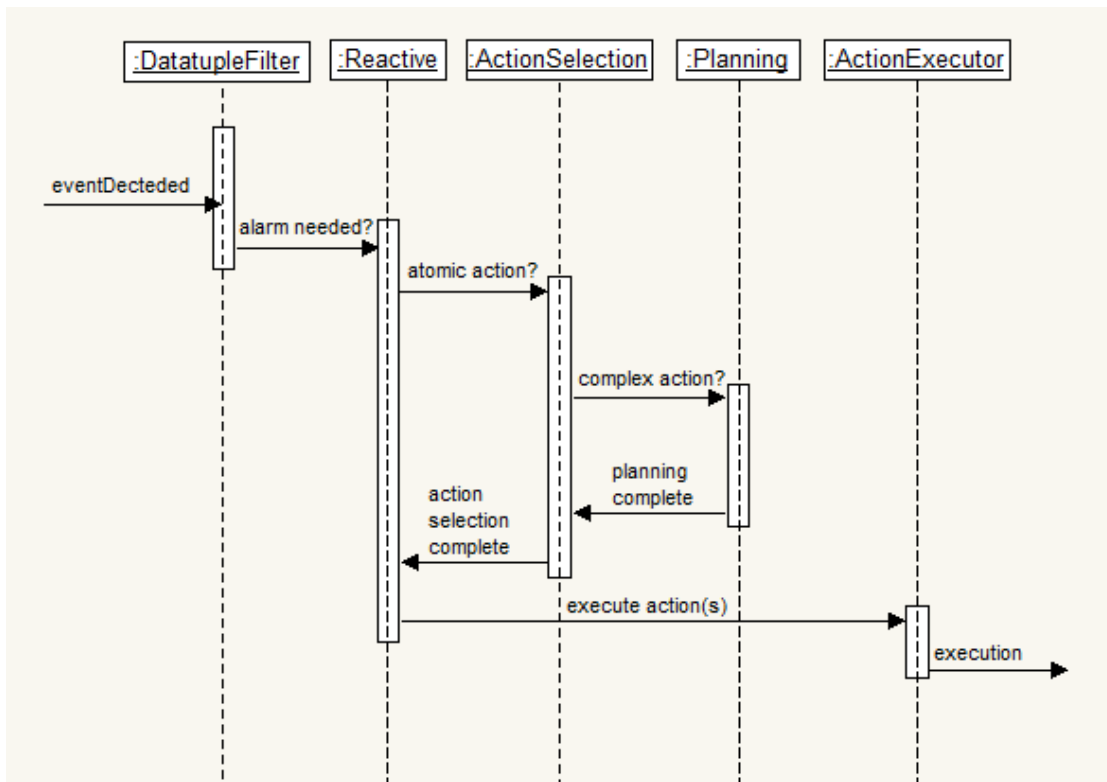 :DatatupleFilter
:Reactive
:ActionSelection
:Planning
:ActionExecutor
eventDecteded
alarm needed?
atomic action?
complex action?
planning
complete
action
selection
complete
execute action(s)
execution